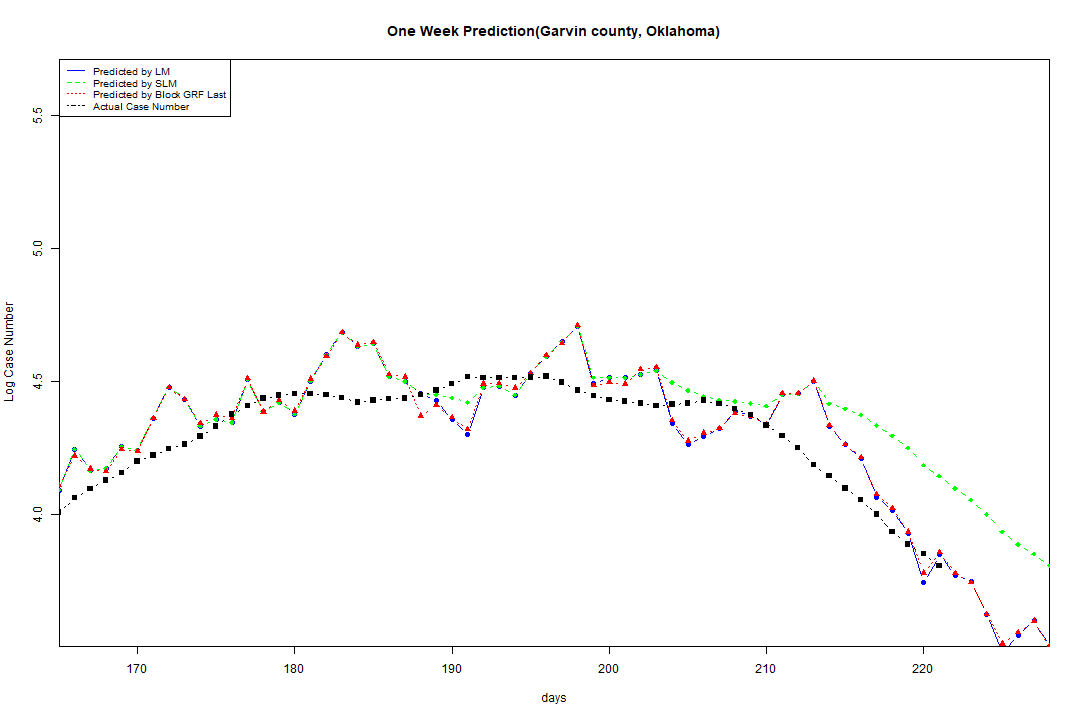 One Week Prediction(Garvin county, Oklahoma)
Predicted by LM
Predicted by SLM
Predicted by Block GRF Last
Actual Case Number
Log Case Number
5.5
5.0
4.5
4.0
170 180 190 200 210 220
days